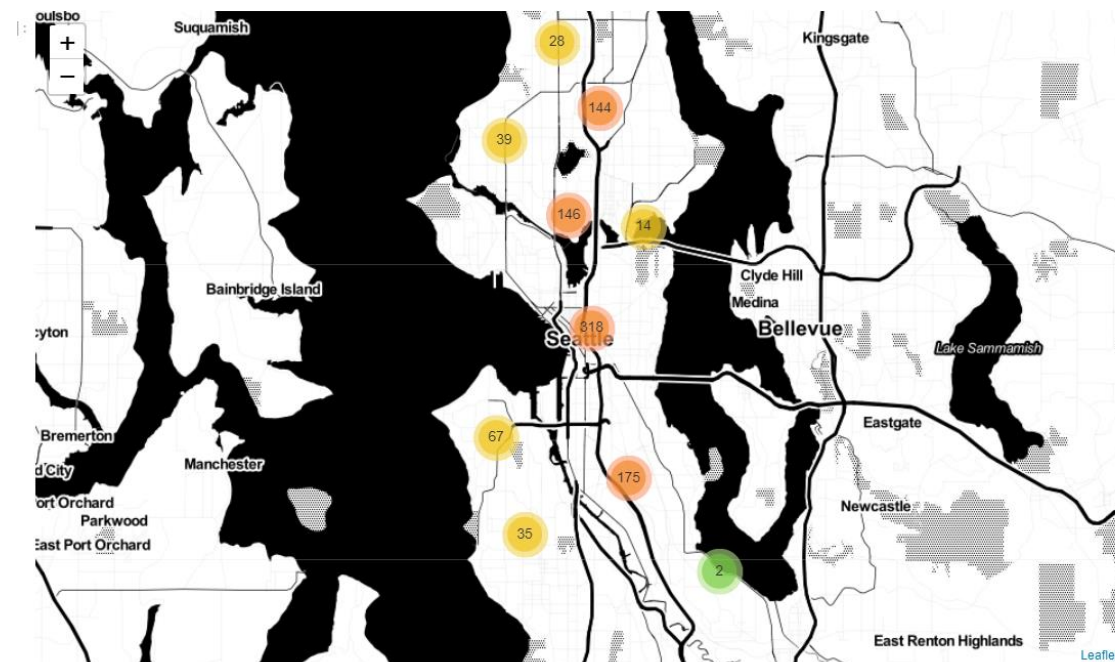 oulsbo
Suquamish
Kingsgate
+
−
28
144
39
146
14
Clyde Hill
Bainbridge Island
Medina
318
Bellevue
cyton
Seattle
Lake Sammamish
Eastgate
Bremerton
67
Manchester
d City
175
ort Orchard
Newcastle
Parkwood
35
East Port Orchard
2
East Renton Highlands
Leafle